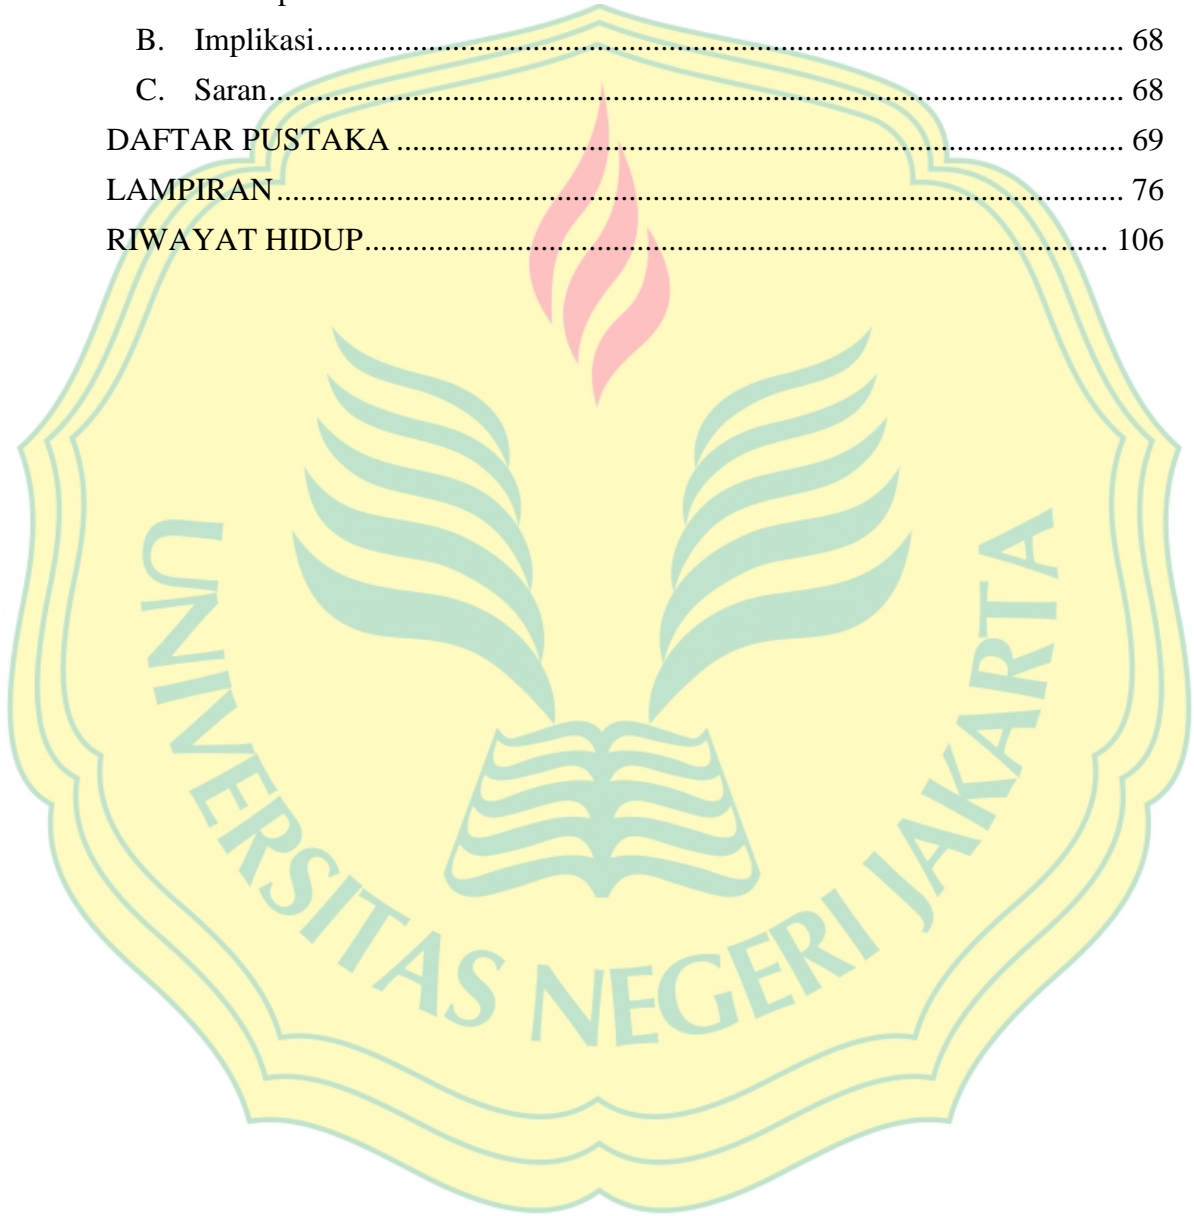 B. Implikasi.................................................................................................... 68
C. Saran.......................................................................................................... 68
DAFTAR PUSTAKA .......................................................................................... 69
LAMPIRAN......................................................................................................... 76
RIWAYAT HIDUP............................................................................................ 106
UNIVERSITAS NEGERI JAKARTA